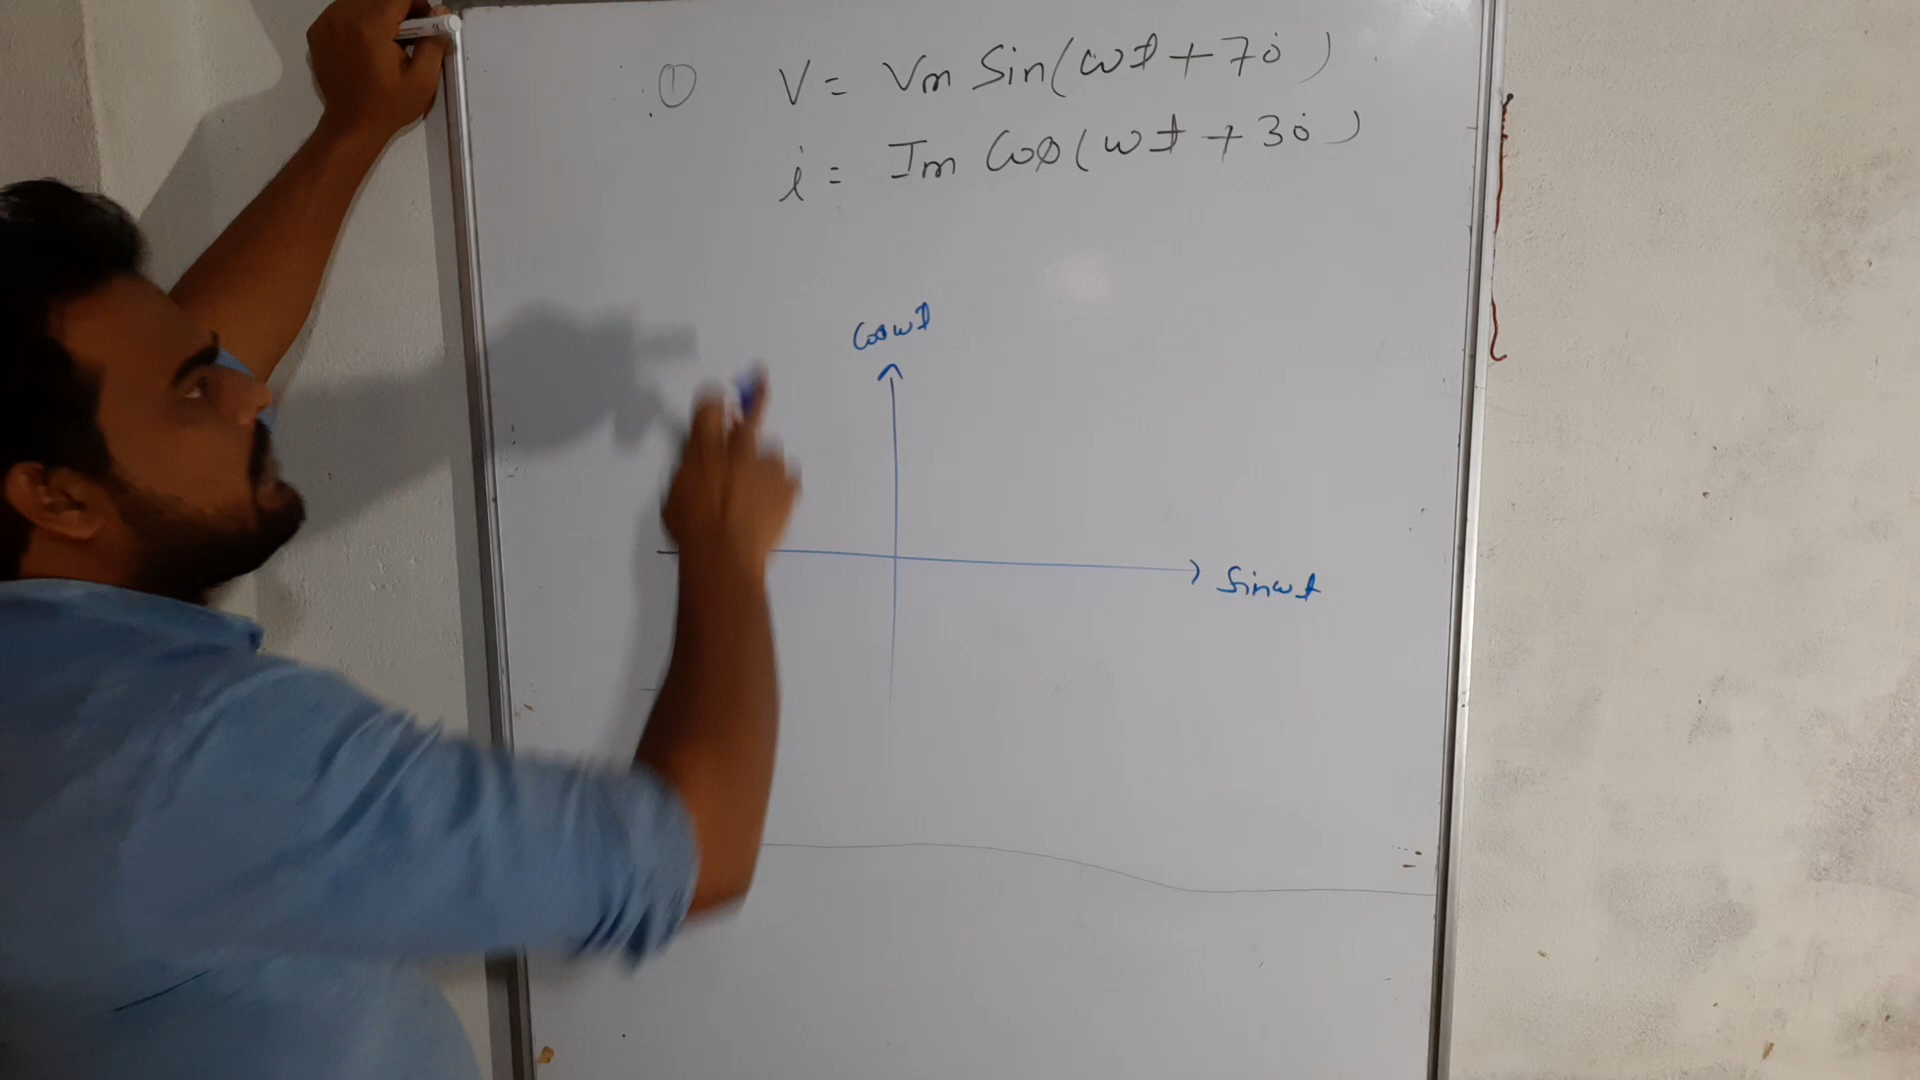 ① V = Vm Sin(ωt + 70°)
i = Im Cos(ωt + 30°)
Cosωt
Sinωt